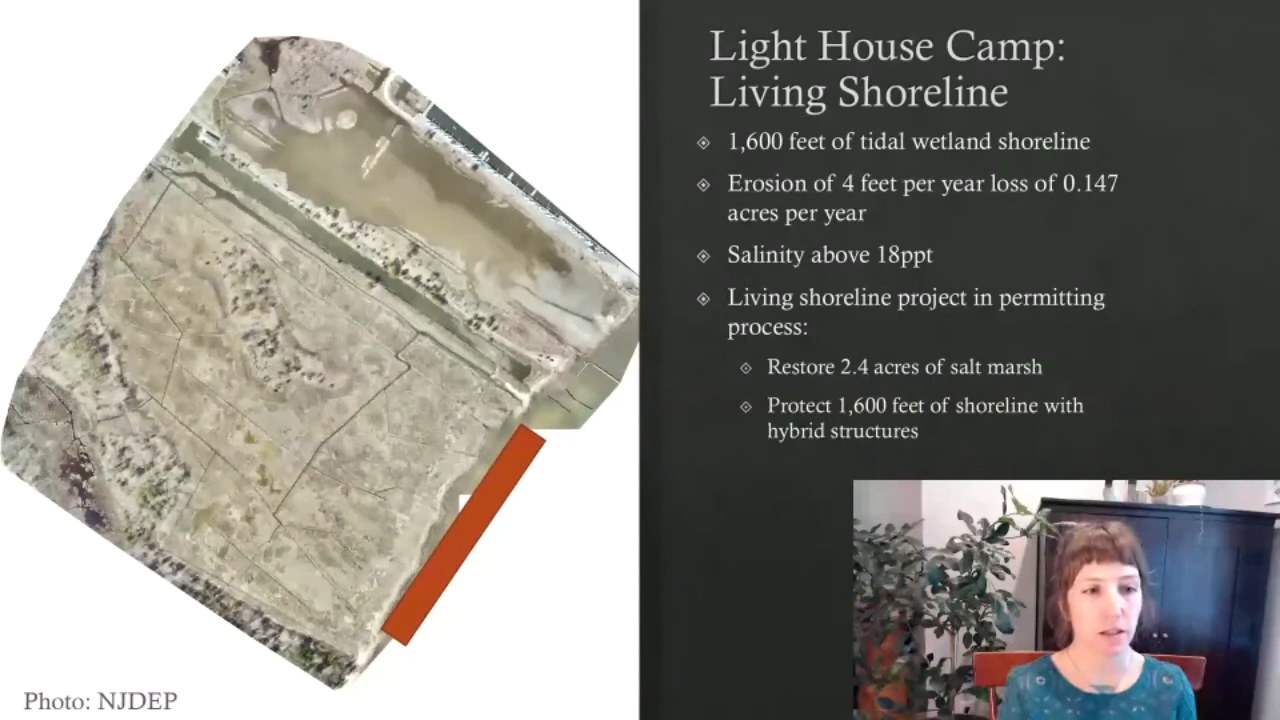 Light House Camp:
Living Shoreline
1,600 feet of tidal wetland shoreline
Erosion of 4 feet per year loss of 0.147
acres per year
Salinity above 18ppt
Living shoreline project in permitting
process:
Restore 2.4 acres of salt marsh
Protect 1,600 feet of shoreline with
hybrid structures
Photo: NJDEP